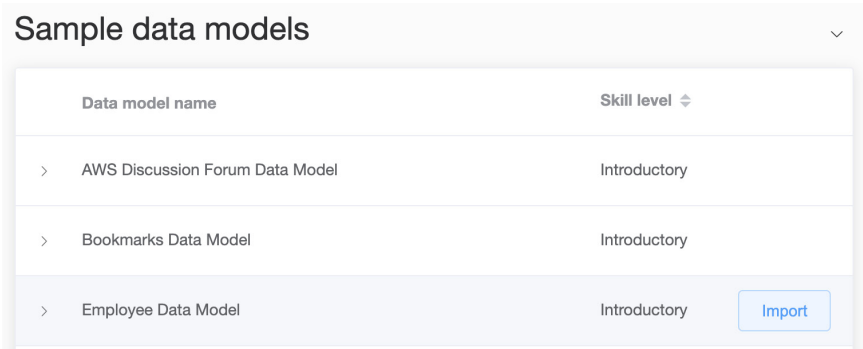 Sample data models
Data model name Skill level
AWS Discussion Forum Data Model Introductory
Bookmarks Data Model Introductory
Employee Data Model Introductory Import